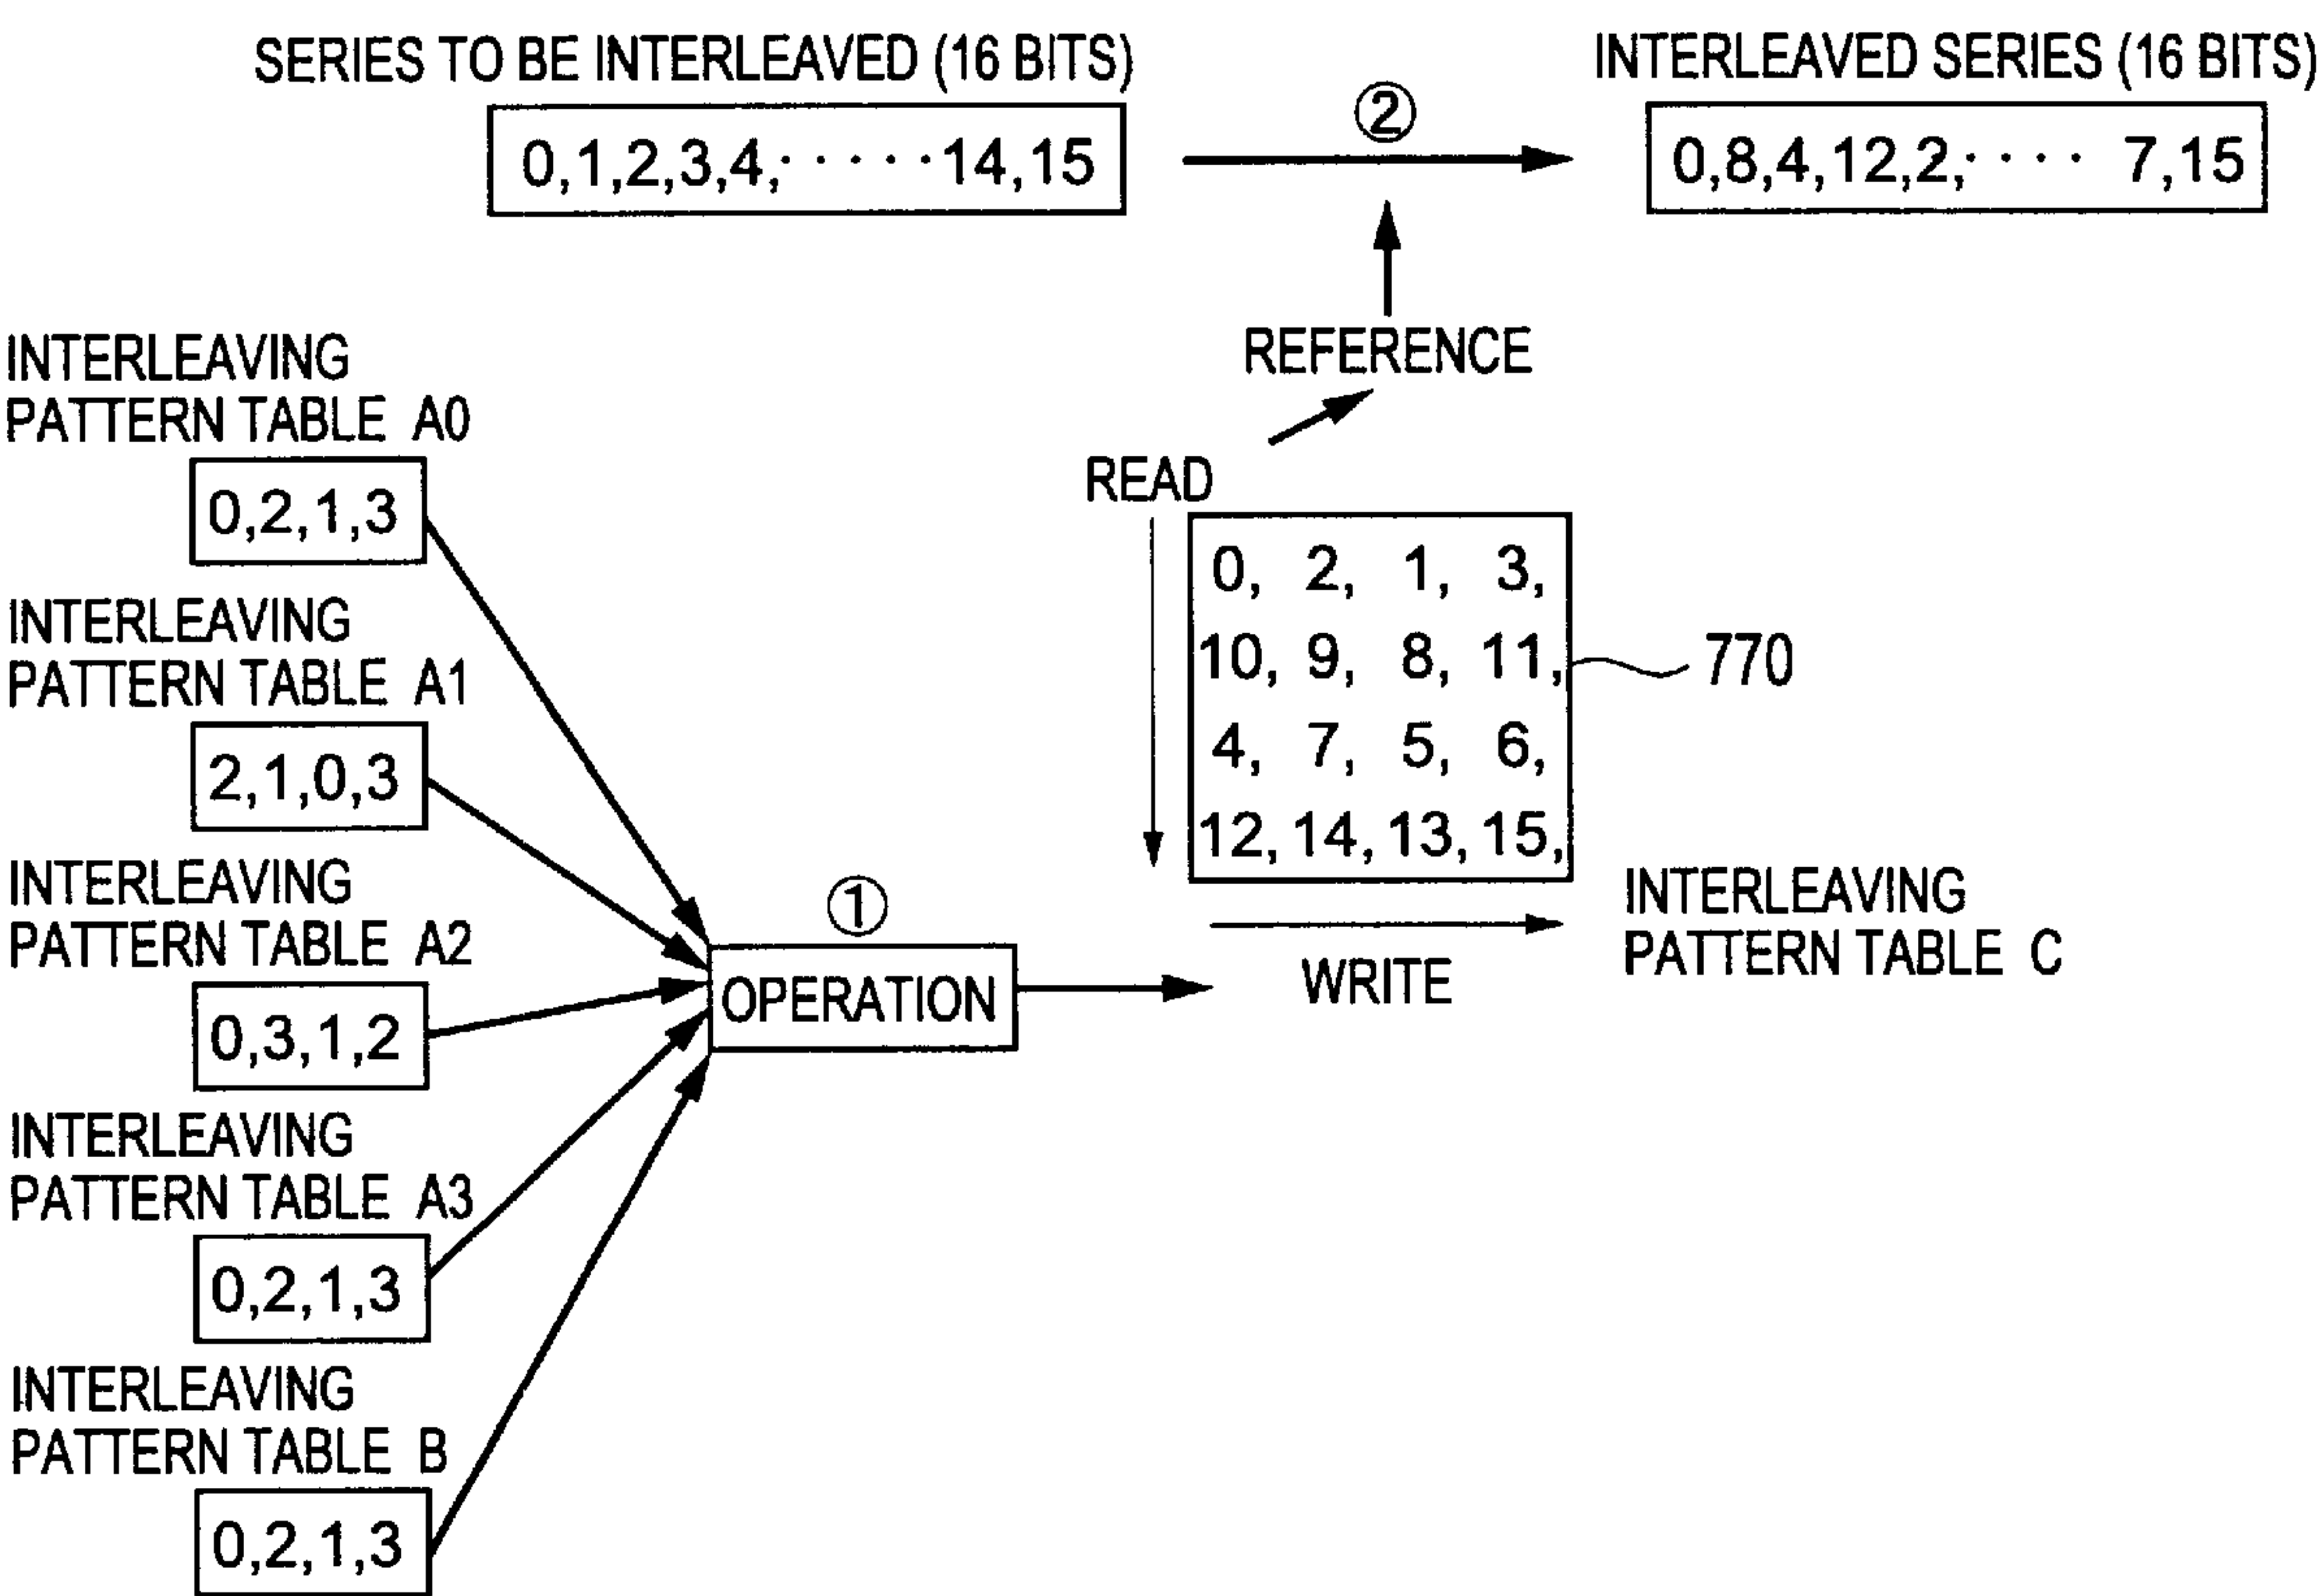 SERIES TO BE INTERLEAVED (16 BITS)
0,1,2,3,4,·····14,15
②
INTERLEAVED SERIES (16 BITS)
0,8,4,12,2,···· 7,15
REFERENCE
READ
INTERLEAVING
PATTERN TABLE A0
0,2,1,3
INTERLEAVING
PATTERN TABLE A1
2,1,0,3
INTERLEAVING
PATTERN TABLE A2
0,3,1,2
INTERLEAVING
PATTERN TABLE A3
0,2,1,3
INTERLEAVING
PATTERN TABLE B
0,2,1,3
①
OPERATION
0, 2, 1, 3,
10, 9, 8, 11,
4, 7, 5, 6,
12, 14, 13, 15,
770
WRITE
INTERLEAVING
PATTERN TABLE C